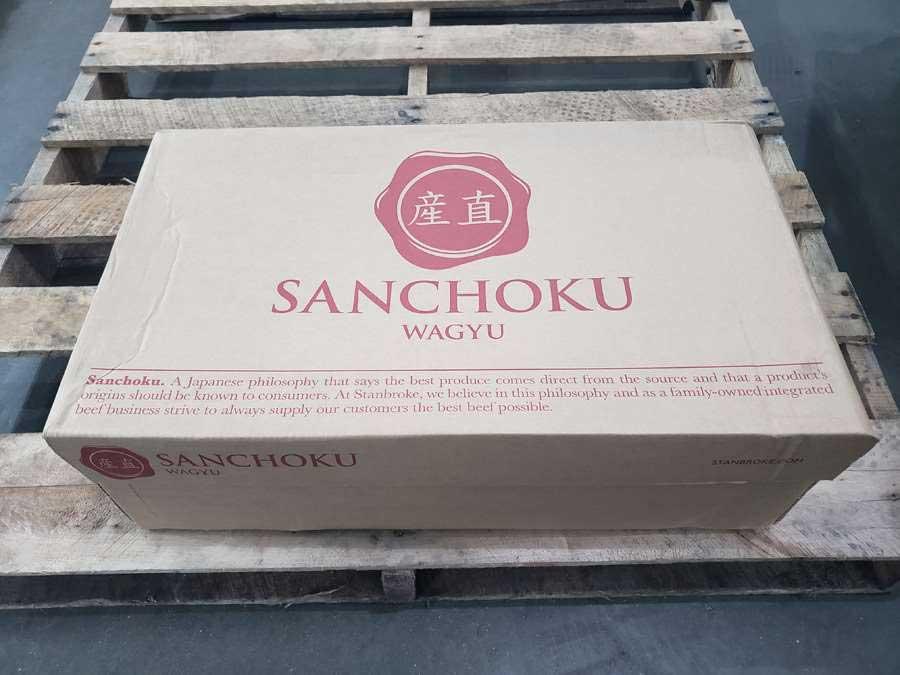 産直
SANCHOKU
WAGYU
Sanchoku. A Japanese philosophy that says the best produce comes direct from the source and that a product's
origins should be known to consumers. At Stanbroke, we believe in this philosophy and as a family-owned integrated
beef business strive to always supply our customers the best beef possible.
産直
SANCHOKU
WAGYU
STANBROKE.COM